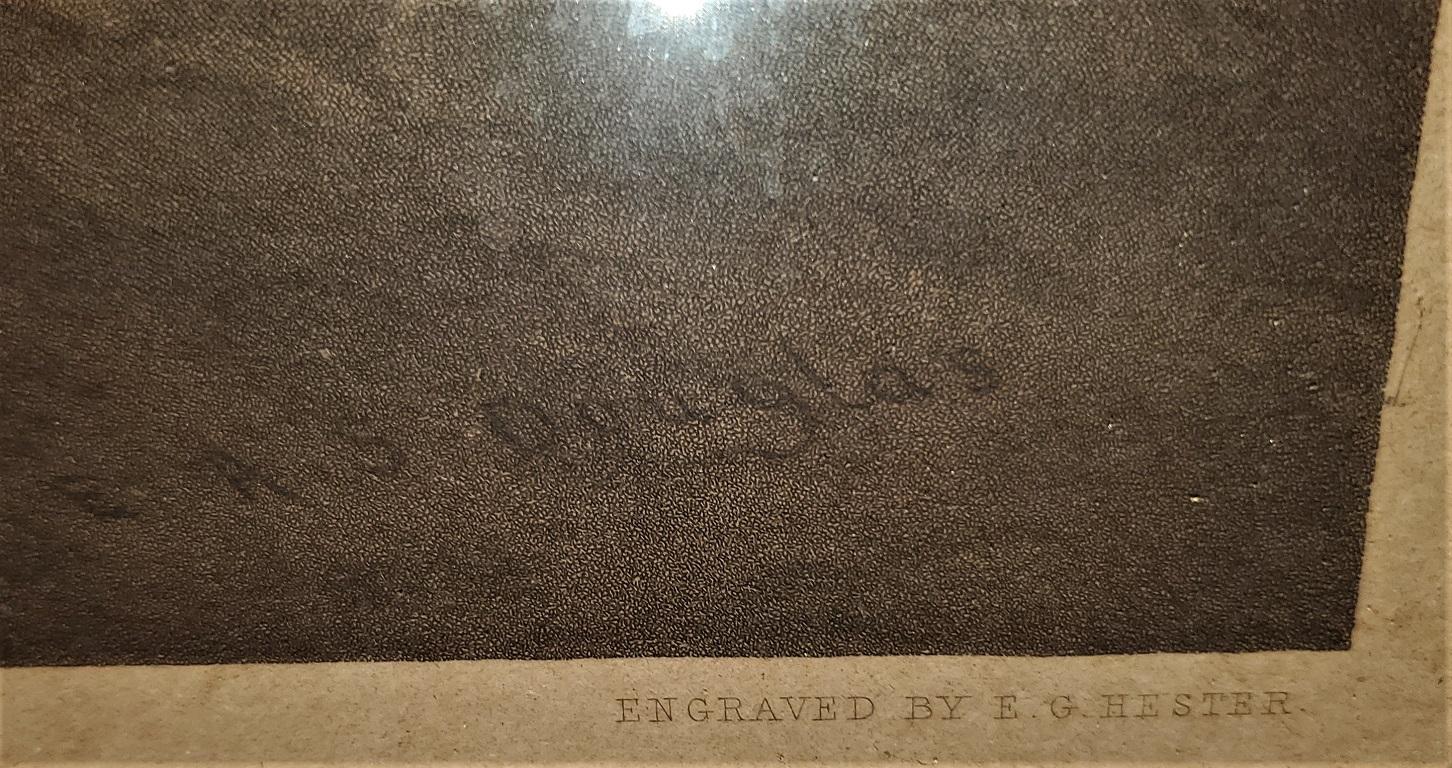 E A S Douglas
ENGRAVED BY E. G. HESTER.